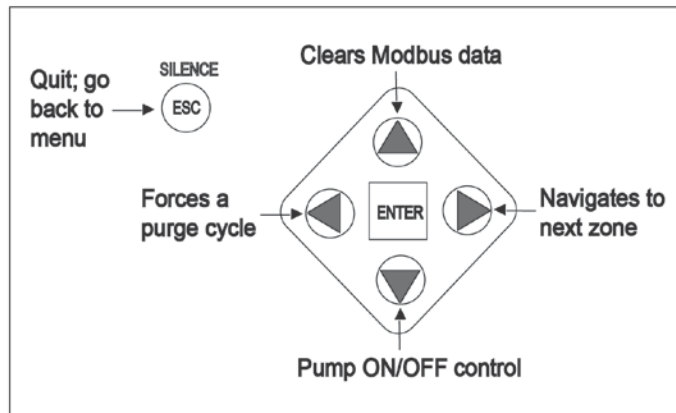 Clears Modbus data
SILENCE
Quit; go
back to
menu
ESC
Forces a
purge cycle
ENTER
Navigates to
next zone
Pump ON/OFF control